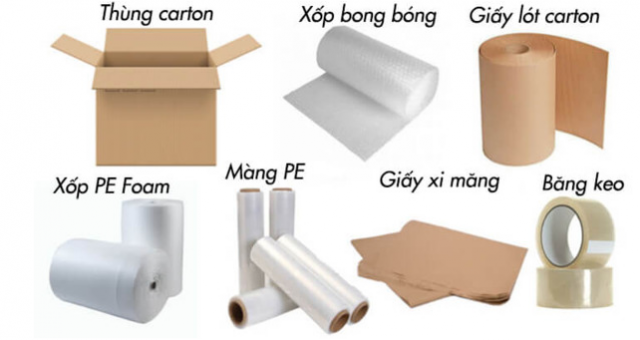 Thùng carton
Xốp bong bóng
Giấy lót carton
Xốp PE Foam
Màng PE
Giấy xi măng
Băng keo